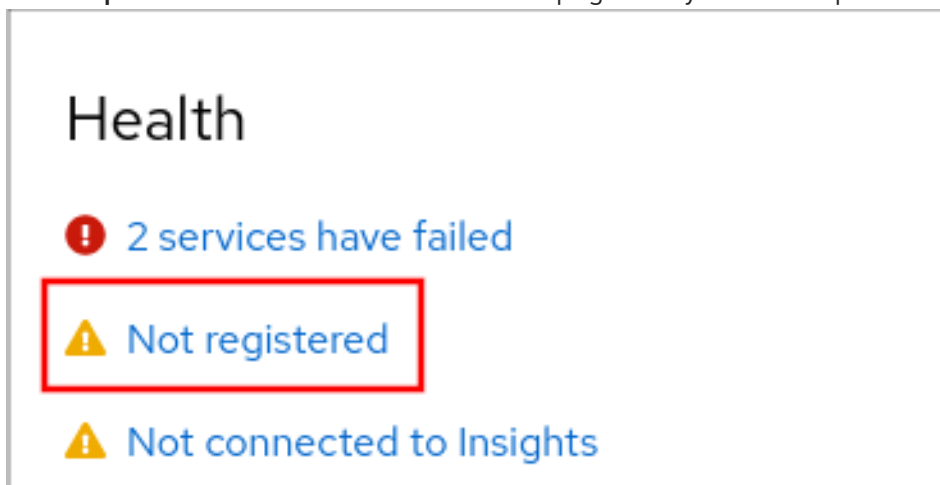 Health
2 services have failed
Not registered
Not connected to Insights